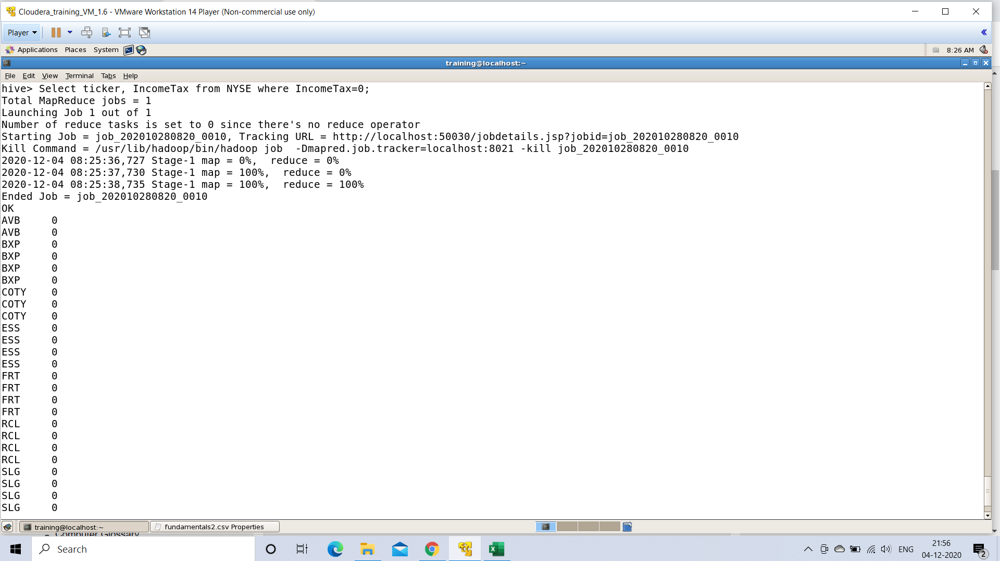 Cloudera_training_VM_1.6 - VMware Workstation 14 Player (Non-commercial use only)
Player
Applications Places System 8:26 AM
training@localhost:~
File Edit View Terminal Tabs Help
hive> Select ticker, IncomeTax from NYSE where IncomeTax=0;
Total MapReduce jobs = 1
Launching Job 1 out of 1
Number of reduce tasks is set to 0 since there's no reduce operator
Starting Job = job_202010280820_0010, Tracking URL = http://localhost:50030/jobdetails.jsp?jobid=job_202010280820_0010
Kill Command = /usr/lib/hadoop/bin/hadoop job  -Dmapred.job.tracker=localhost:8021 -kill job_202010280820_0010
2020-12-04 08:25:36,727 Stage-1 map = 0%,  reduce = 0%
2020-12-04 08:25:37,730 Stage-1 map = 100%,  reduce = 0%
2020-12-04 08:25:38,735 Stage-1 map = 100%,  reduce = 100%
Ended Job = job_202010280820_0010
OK
AVB 0
AVB 0
BXP 0
BXP 0
BXP 0
BXP 0
COTY 0
COTY 0
COTY 0
ESS 0
ESS 0
ESS 0
ESS 0
FRT 0
FRT 0
FRT 0
FRT 0
RCL 0
RCL 0
RCL 0
RCL 0
SLG 0
SLG 0
SLG 0
SLG 0
training@localhost:~ fundamentals2.csv Properties
Computer Glossary
Search ENG 21:56
04-12-2020 2